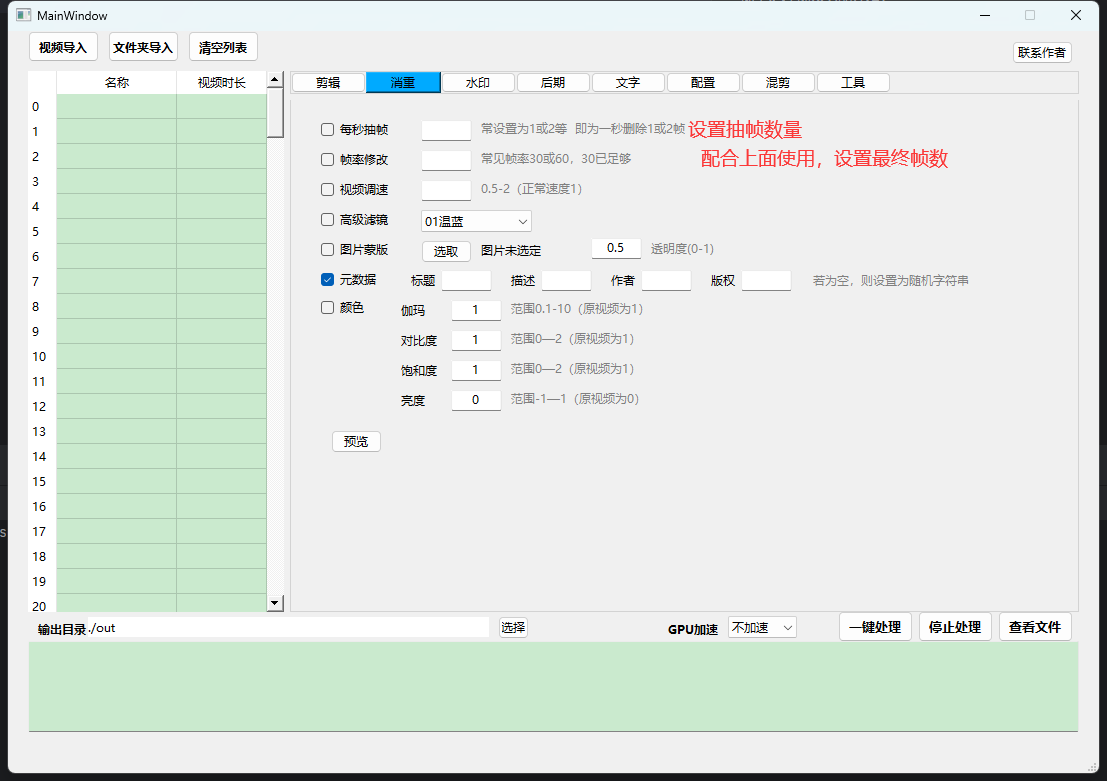 MainWindow
视频导入 文件夹导入 清空列表 联系作者
名称 视频时长
剪辑 消重 水印 后期 文字 配置 混剪 工具
0
1
2
3
4
5
6
7
8
9
10
11
12
13
14
15
16
17
18
19
20
每秒抽帧 常设置为1或2等 即为一秒删除1或2帧 设置抽帧数量
帧率修改 常见帧率30或60，30已足够 配合上面使用，设置最终帧数
视频调速 0.5-2（正常速度1）
高级滤镜 01温蓝
图片蒙版 选取 图片未选定 0.5 透明度(0-1)
元数据 标题 描述 作者 版权 若为空，则设置为随机字符串
颜色 伽玛 1 范围0.1-10（原视频为1）
对比度 1 范围0—2（原视频为1）
饱和度 1 范围0—2（原视频为1）
亮度 0 范围-1—1（原视频为0）
预览
输出目录 ./out 选择 GPU加速 不加速 一键处理 停止处理 查看文件